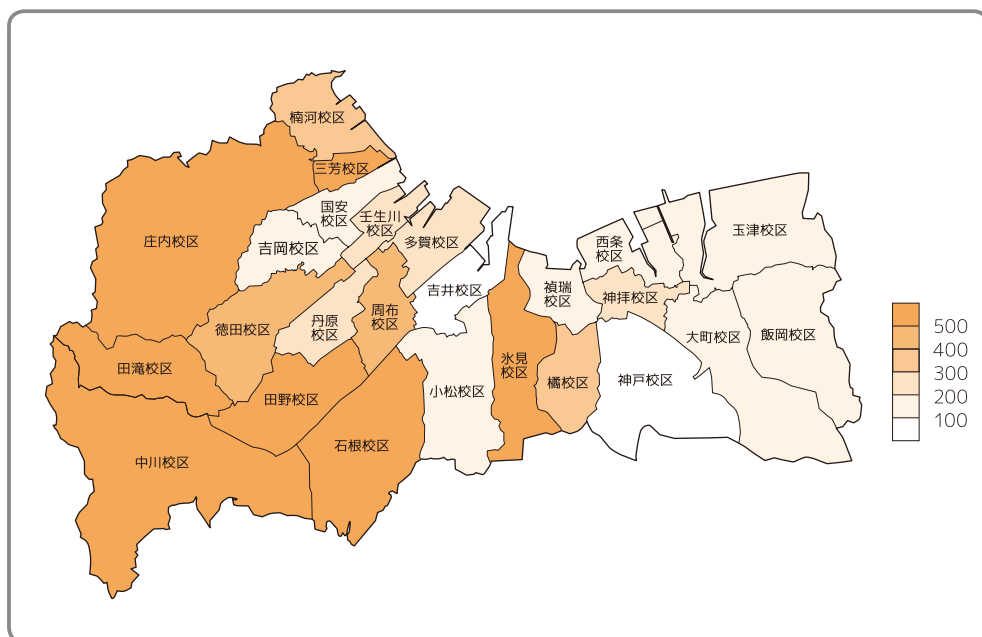 楠河校区
三芳校区
国安
校区
壬生川
校区
庄内校区
吉岡校区
多賀校区
西条
校区
玉津校区
吉井校区
禎瑞
校区
神拝校区
徳田校区
丹原
校区
周布
校区
大町校区
飯岡校区
田滝校区
氷見
校区
橘校区
神戸校区
小松校区
田野校区
石根校区
中川校区
500
400
300
200
100